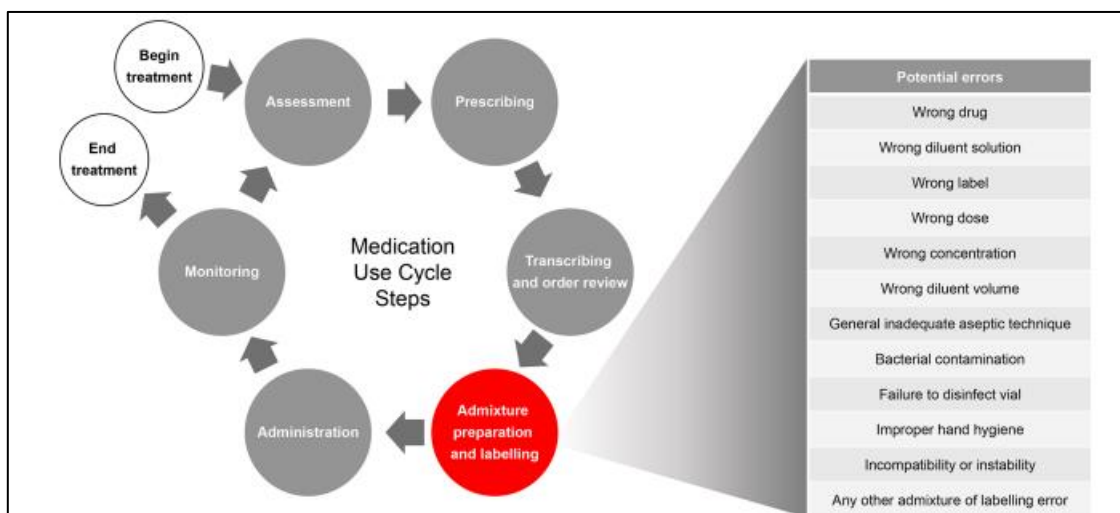 Begin
treatment
End
treatment
Assessment
Prescribing
Transcribing
and order review
Admixture
preparation
and labelling
Administration
Monitoring
Medication
Use Cycle
Steps
Potential errors
Wrong drug
Wrong diluent solution
Wrong label
Wrong dose
Wrong concentration
Wrong diluent volume
General inadequate aseptic technique
Bacterial contamination
Failure to disinfect vial
Improper hand hygiene
Incompatibility or instability
Any other admixture of labelling error